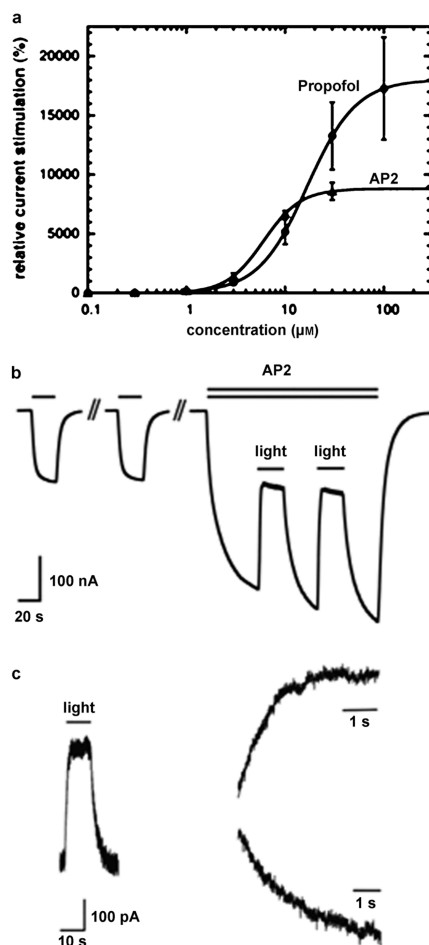 a
relative current stimulation (%)
20000
15000
10000
5000
0
Propofol
AP2
0.1
1
10
100
concentration (μM)
b
AP2
light
light
100 nA
20 s
c
light
1 s
1 s
100 pA
10 s